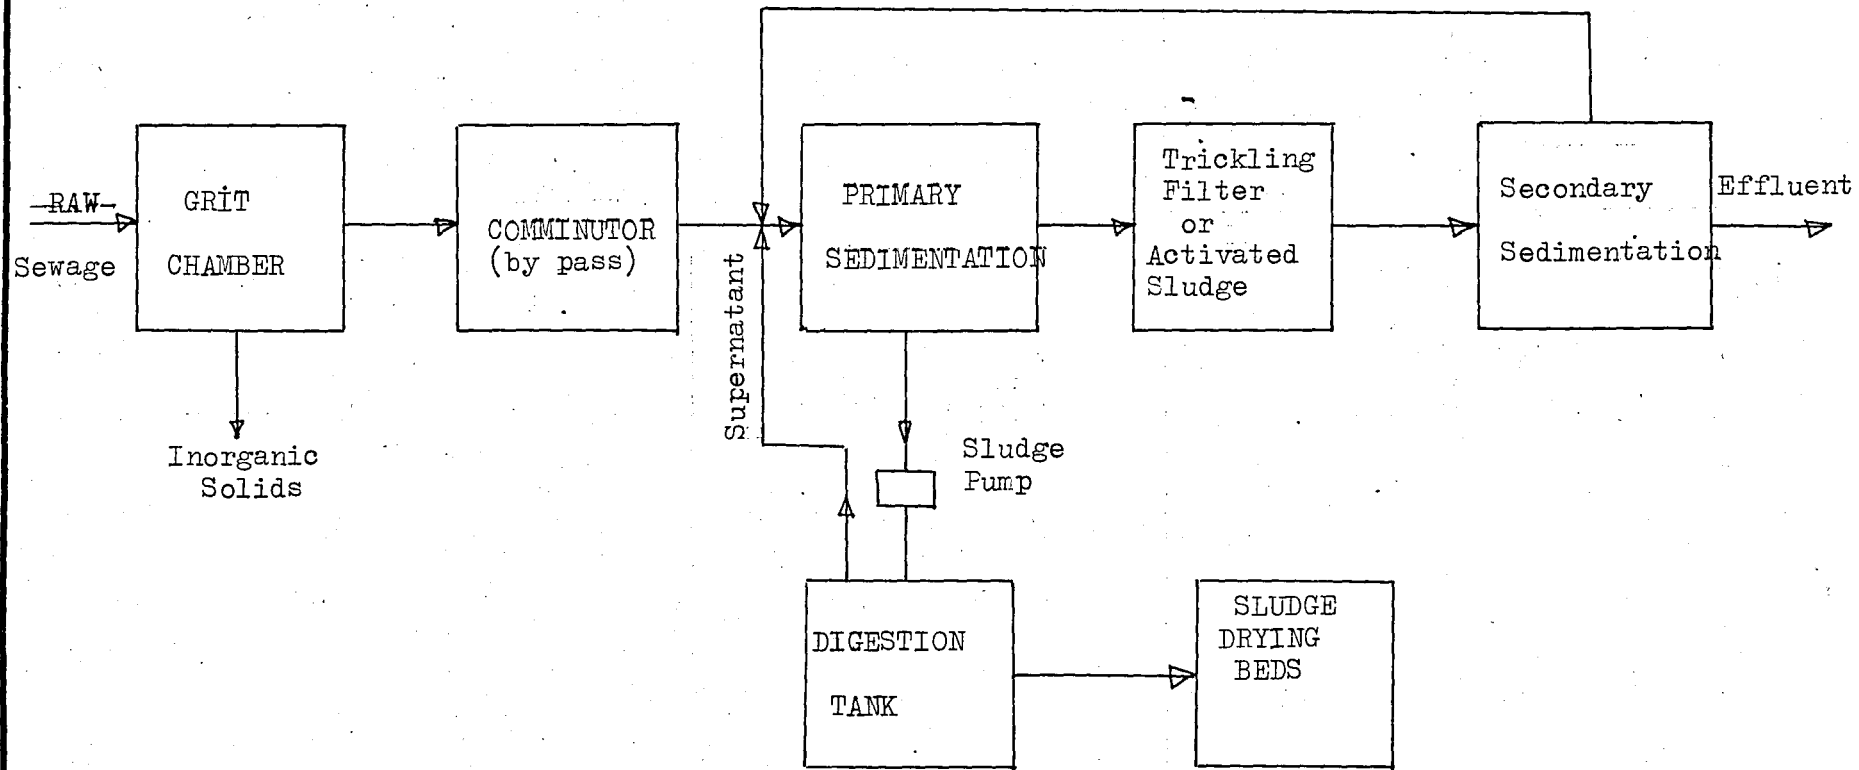 RAW
Sewage
GRİT
CHAMBER
Inorganic
Solids
COMMINUTOR
(by pass)
Supernatant
PRIMARY
SEDIMENTATION
Trickling
Filter
or
Activated
Sludge
Secondary
Sedimentation
Effluent
Sludge
Pump
DIGESTION
TANK
SLUDGE
DRYING
BEDS